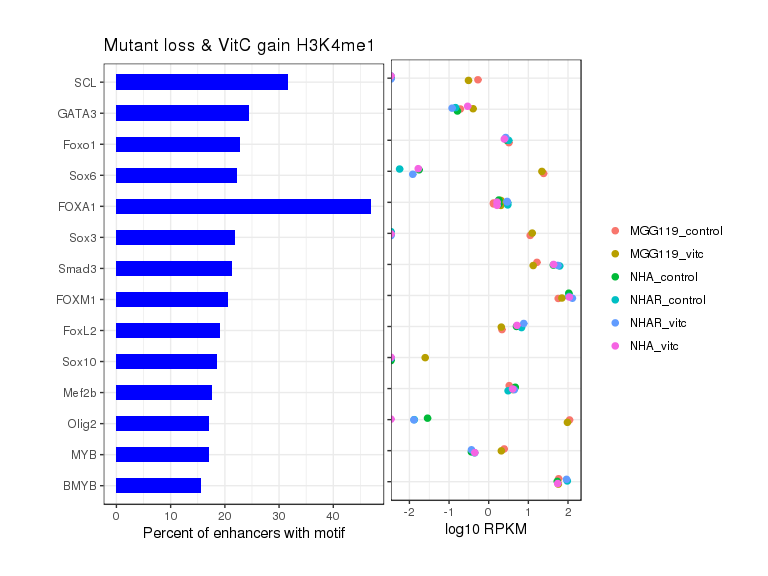 Mutant loss & VitC gain H3K4me1
SCL
GATA3
Foxo1
Sox6
FOXA1
Sox3
Smad3
FOXM1
FoxL2
Sox10
Mef2b
Olig2
MYB
BMYB
0 10 20 30 40
Percent of enhancers with motif
-2 -1 0 1 2
log10 RPKM
MGG119_control
MGG119_vitc
NHA_control
NHAR_control
NHAR_vitc
NHA_vitc